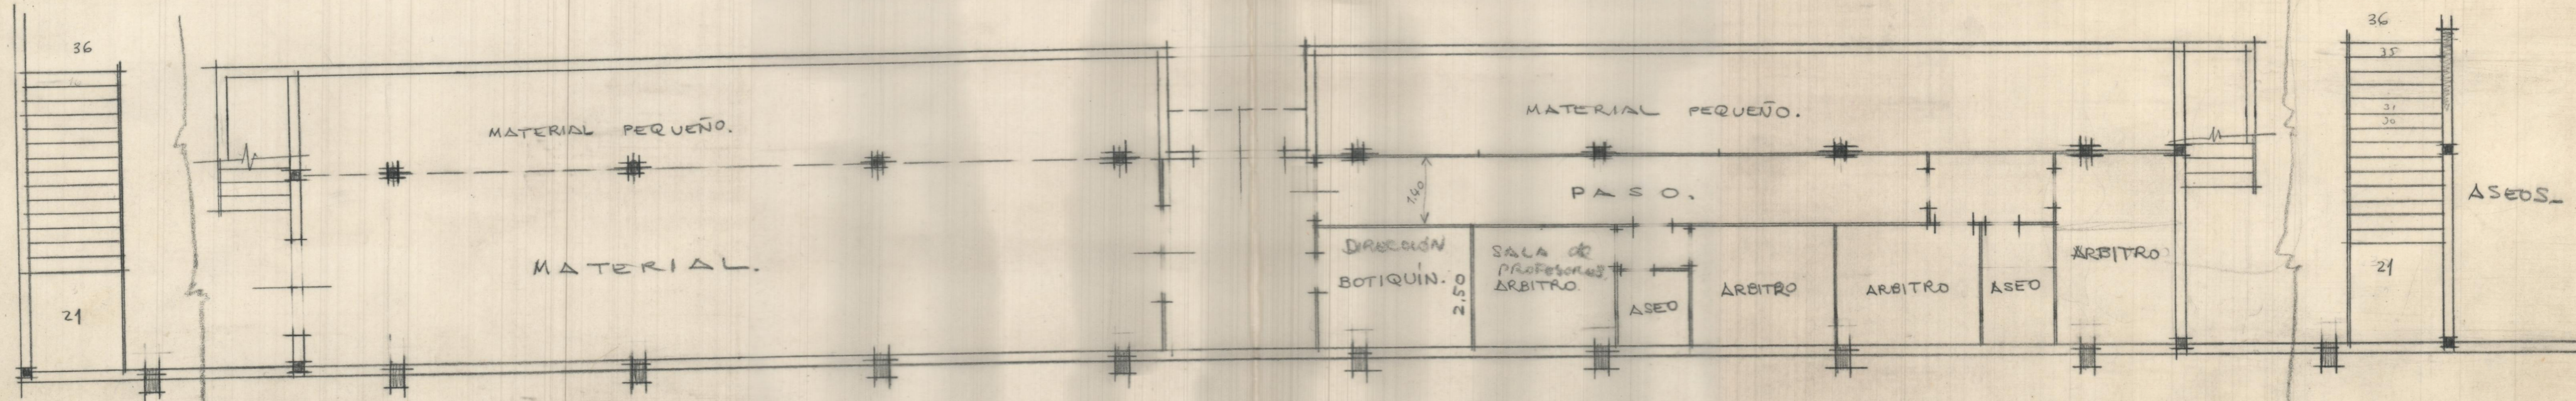 36
21
MATERIAL PEQUEÑO.
MATERIAL.
MATERIAL PEQUEÑO.
PASO.
1.40
DIRECCIÓN
BOTIQUÍN.
2.50
SALA de
PROFESORES
ARBITRO
ASEO
ARBITRO
ARBITRO
ASEO
ARBITRO
36
35
31
30
21
ASEOS_